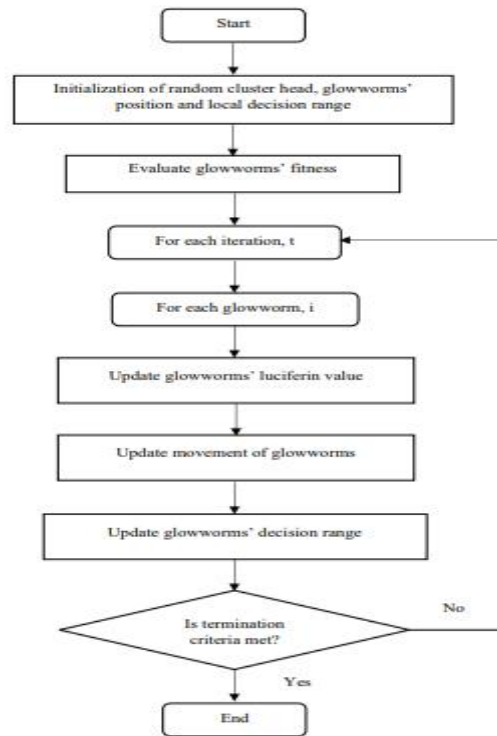 Start
Initialization of random cluster head, glowworms'
position and local decision range
Evaluate glowworms' fitness
For each iteration, t
For each glowworm, i
Update glowworms' luciferin value
Update movement of glowworms
Update glowworms' decision range
Is termination
criteria met?
No
Yes
End